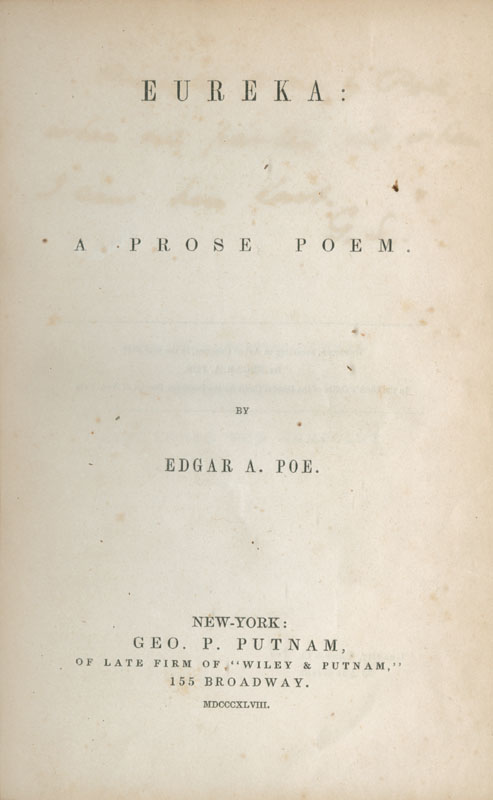 EUREKA:
A PROSE POEM.
BY
EDGAR A. POE.
NEW-YORK:
GEO. P. PUTNAM,
OF LATE FIRM OF "WILEY & PUTNAM,"
155 BROADWAY.
MDCCCXLVIII.